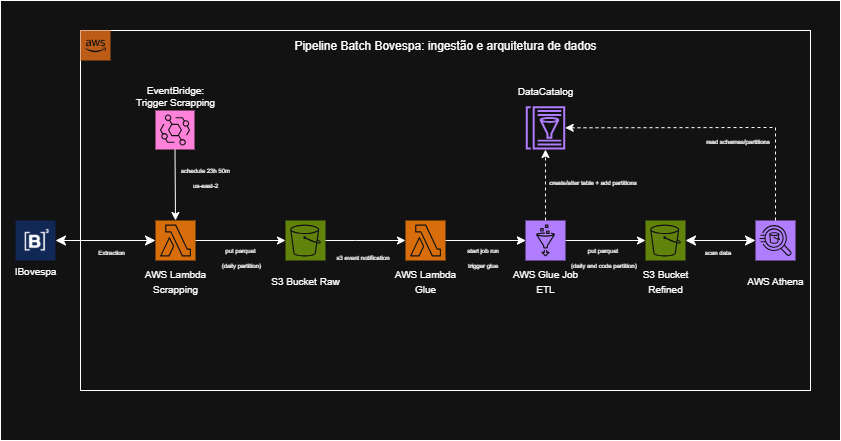 aws
Pipeline Batch Bovespa: ingestão e arquitetura de dados
EventBridge:
Trigger Scrapping
DataCatalog
schedule 23h 50m
us-east-2
create/alter table + add partitions
read schemas/partitions
[B]³
IBovespa
Extraction
AWS Lambda
Scrapping
put parquet
(daily partition)
S3 Bucket Raw
s3 event notification
AWS Lambda
Glue
start job run
trigger glue
AWS Glue Job
ETL
put parquet
(daily and code partition)
S3 Bucket
Refined
scan data
AWS Athena